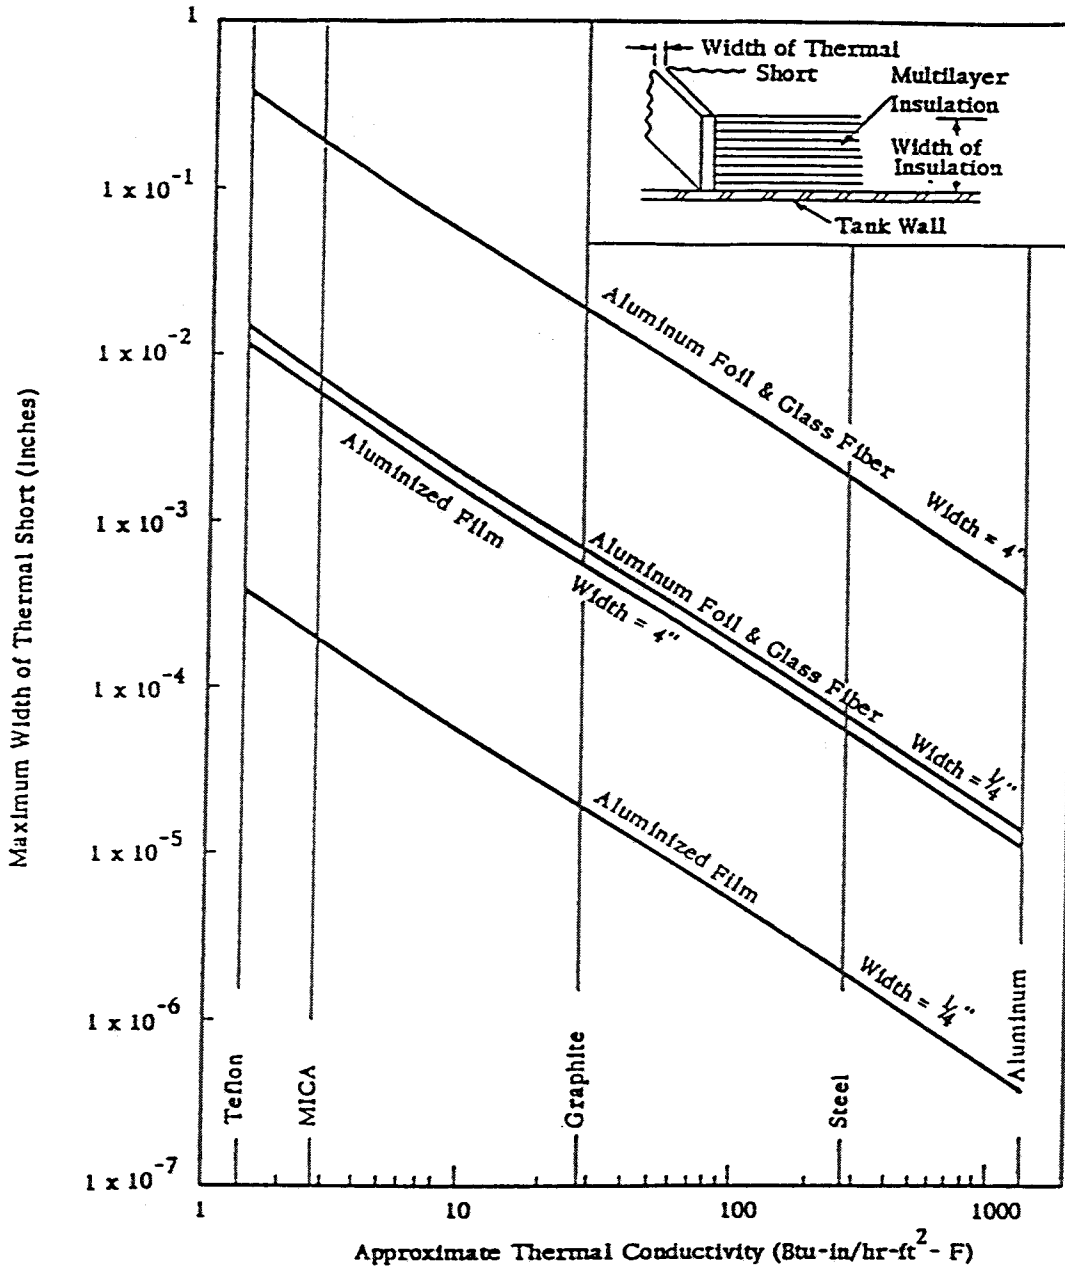 Maximum Width of Thermal Short (Inches)
1
1 x 10⁻¹
1 x 10⁻²
1 x 10⁻³
1 x 10⁻⁴
1 x 10⁻⁵
1 x 10⁻⁶
1 x 10⁻⁷
Width of Thermal
Short
Multilayer
Insulation
Width of
Insulation
Tank Wall
Aluminum Foil & Glass Fiber
Width = 4"
Aluminized Film
Width = 4"
Aluminum Foil & Glass Fiber
Width = 1/4"
Aluminized Film
Width = 1/4"
Teflon
MICA
Graphite
Steel
Aluminum
1
10
100
1000
Approximate Thermal Conductivity (Btu-in/hr-ft²- F)